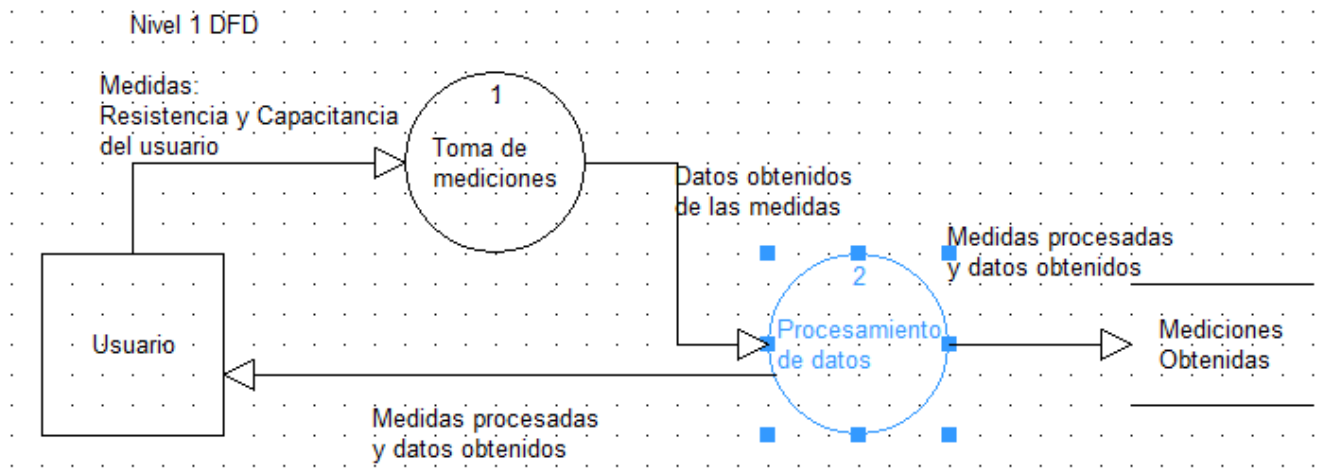 Nivel 1 DFD
Medidas:
Resistencia y Capacitancia
del usuario
1
Toma de
mediciones
Datos obtenidos
de las medidas
Medidas procesadas
y datos obtenidos
2
Procesamiento
de datos
Mediciones
Obtenidas
Usuario
Medidas procesadas
y datos obtenidos